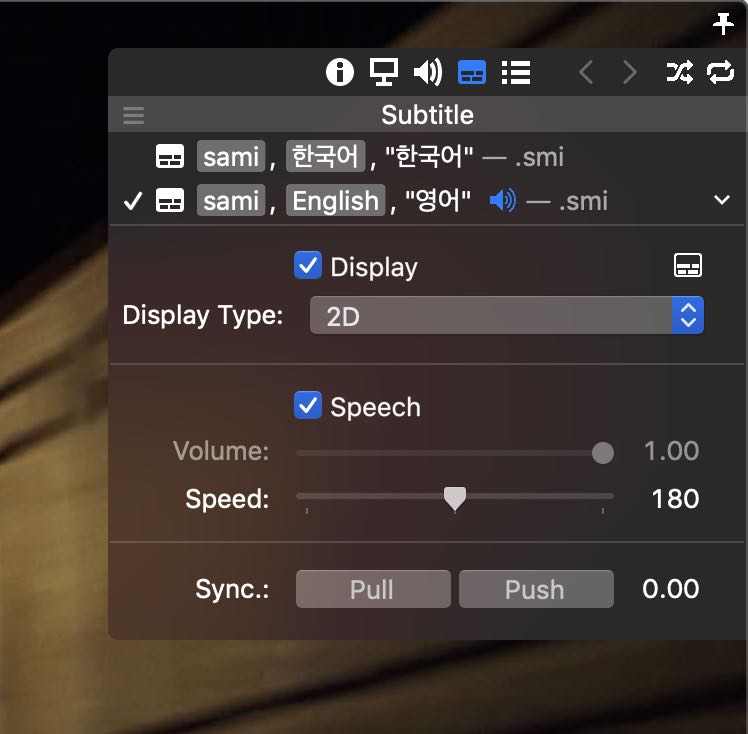 Subtitle
sami , 한국어 , "한국어" — .smi
sami , English , "영어" — .smi
Display
Display Type: 2D
Speech
Volume: 1.00
Speed: 180
Sync.: Pull Push 0.00